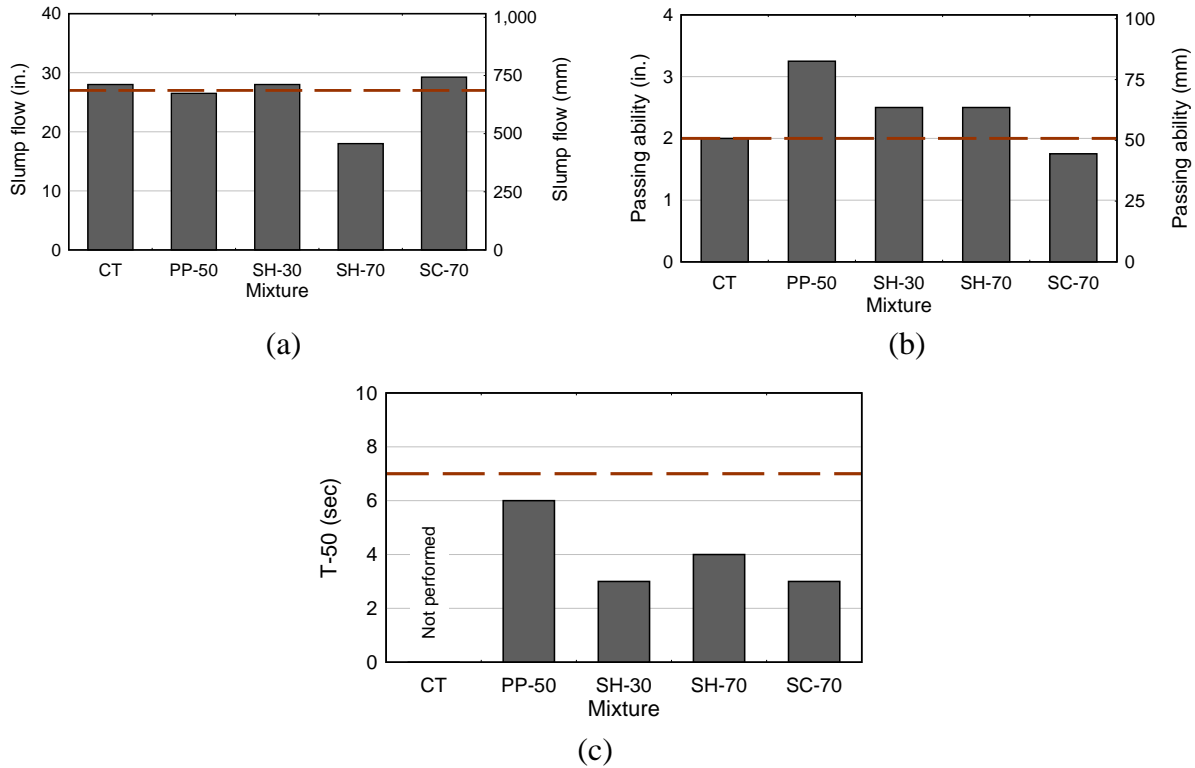 40
30
20
10
0
Slump flow (in.)
1,000
750
500
250
0
Slump flow (mm)
CT PP-50 SH-30 SH-70 SC-70
Mixture
(a)
4
3
2
1
0
Passing ability (in.)
100
75
50
25
0
Passing ability (mm)
CT PP-50 SH-30 SH-70 SC-70
Mixture
(b)
10
8
6
4
2
0
T-50 (sec)
Not performed
CT PP-50 SH-30 SH-70 SC-70
Mixture
(c)